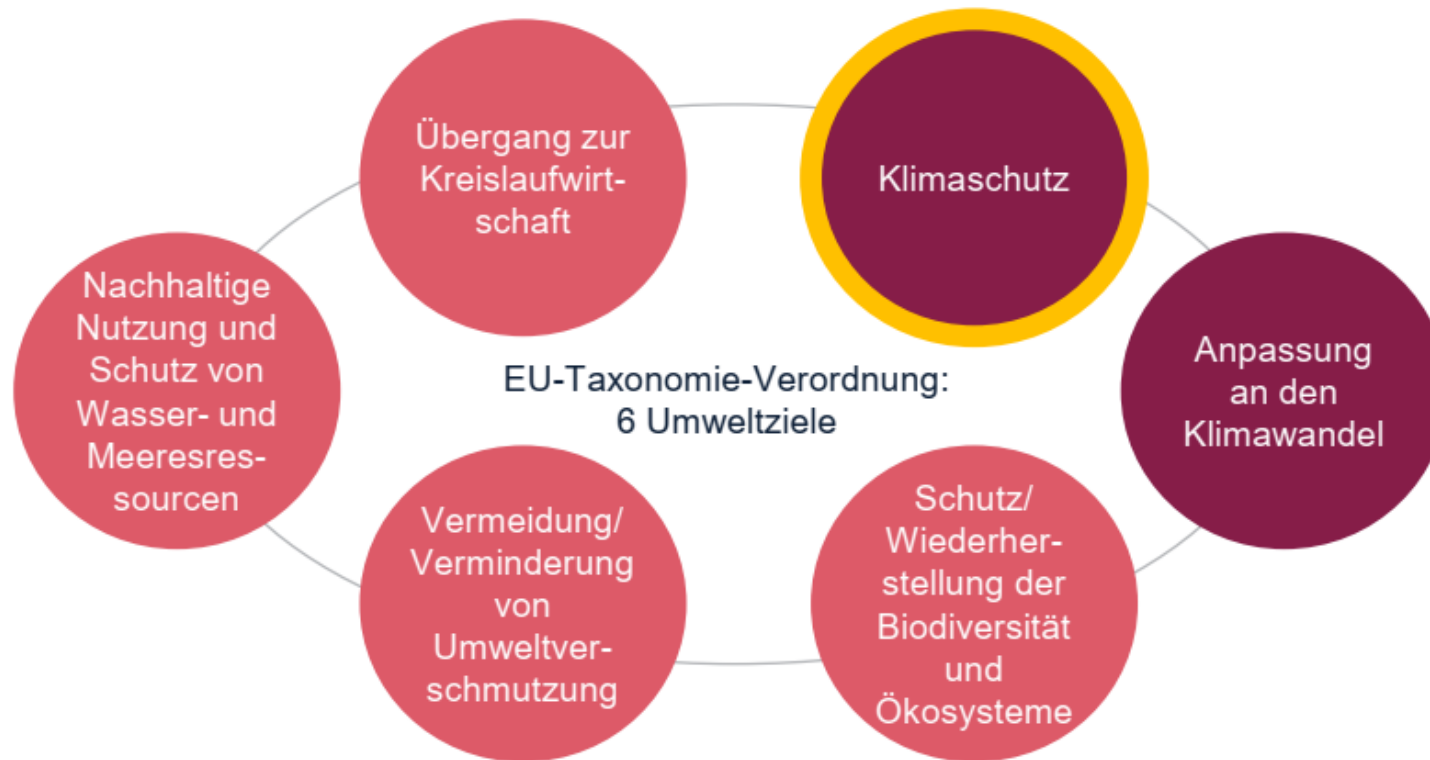 Übergang zur
Kreislaufwirt-
schaft
Klimaschutz
Nachhaltige
Nutzung und
Schutz von
Wasser- und
Meeresres-
sourcen
EU-Taxonomie-Verordnung:
6 Umweltziele
Anpassung
an den
Klimawandel
Vermeidung/
Verminderung
von
Umweltver-
schmutzung
Schutz/
Wiederher-
stellung der
Biodiversität
und
Ökosysteme